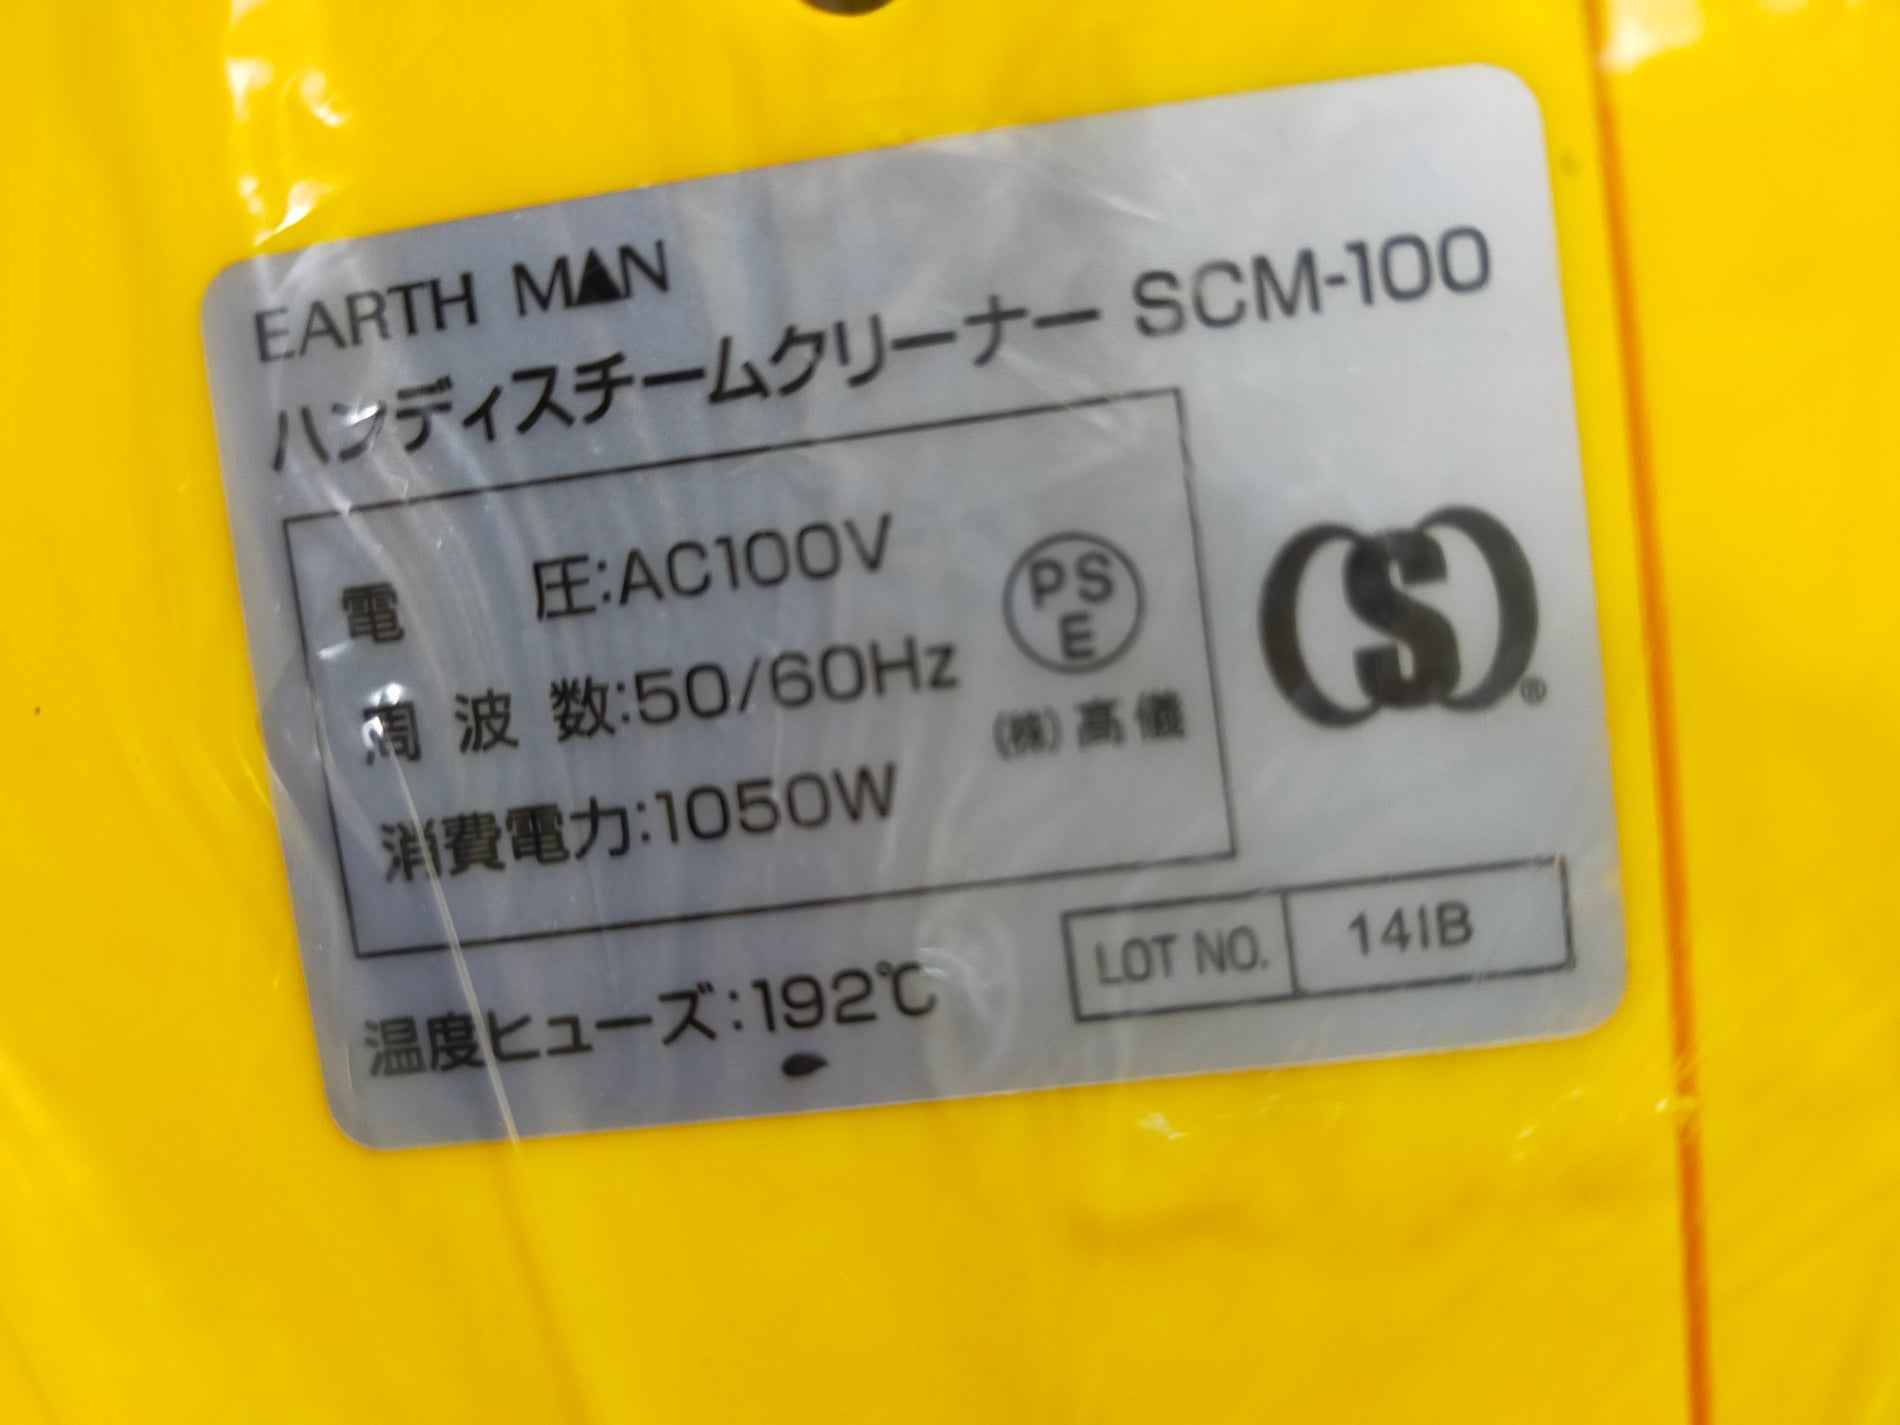 EARTH MAN
ハンディスチームクリーナー SCM-100
電 圧:AC100V
周 波 数:50/60Hz
消費電力:1050W
PS
E
(株)高儀
S®
LOT NO. 14IB
温度ヒューズ:192℃